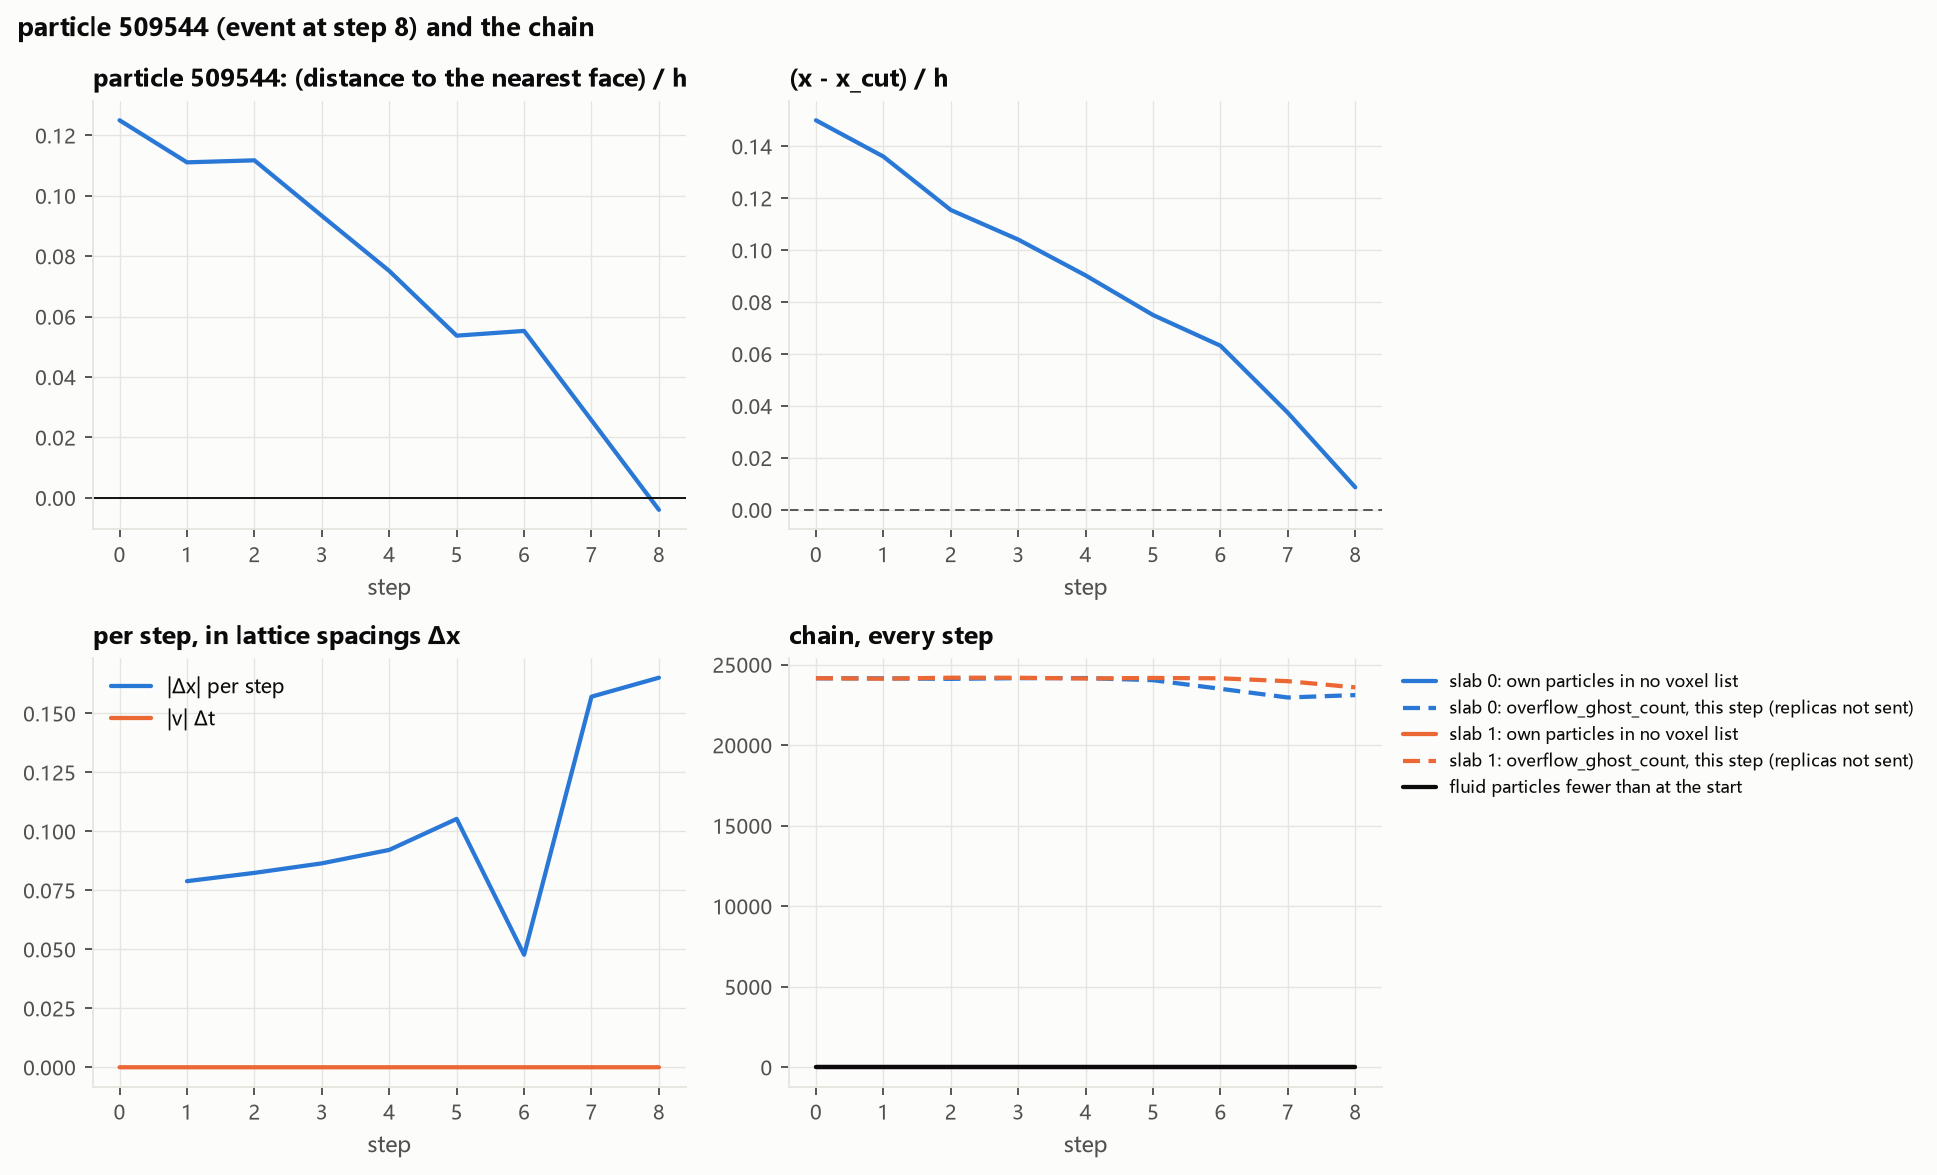 particle 509544 (event at step 8) and the chain
particle 509544: (distance to the nearest face) / h
0.12
0.10
0.08
0.06
0.04
0.02
0.00
0 1 2 3 4 5 6 7 8
step
(x - x_cut) / h
0.14
0.12
0.10
0.08
0.06
0.04
0.02
0.00
0 1 2 3 4 5 6 7 8
step
per step, in lattice spacings Δx
|Δx| per step
|v| Δt
0.150
0.125
0.100
0.075
0.050
0.025
0.000
0 1 2 3 4 5 6 7 8
step
chain, every step
25000
20000
15000
10000
5000
0
0 1 2 3 4 5 6 7 8
step
slab 0: own particles in no voxel list
slab 0: overflow_ghost_count, this step (replicas not sent)
slab 1: own particles in no voxel list
slab 1: overflow_ghost_count, this step (replicas not sent)
fluid particles fewer than at the start